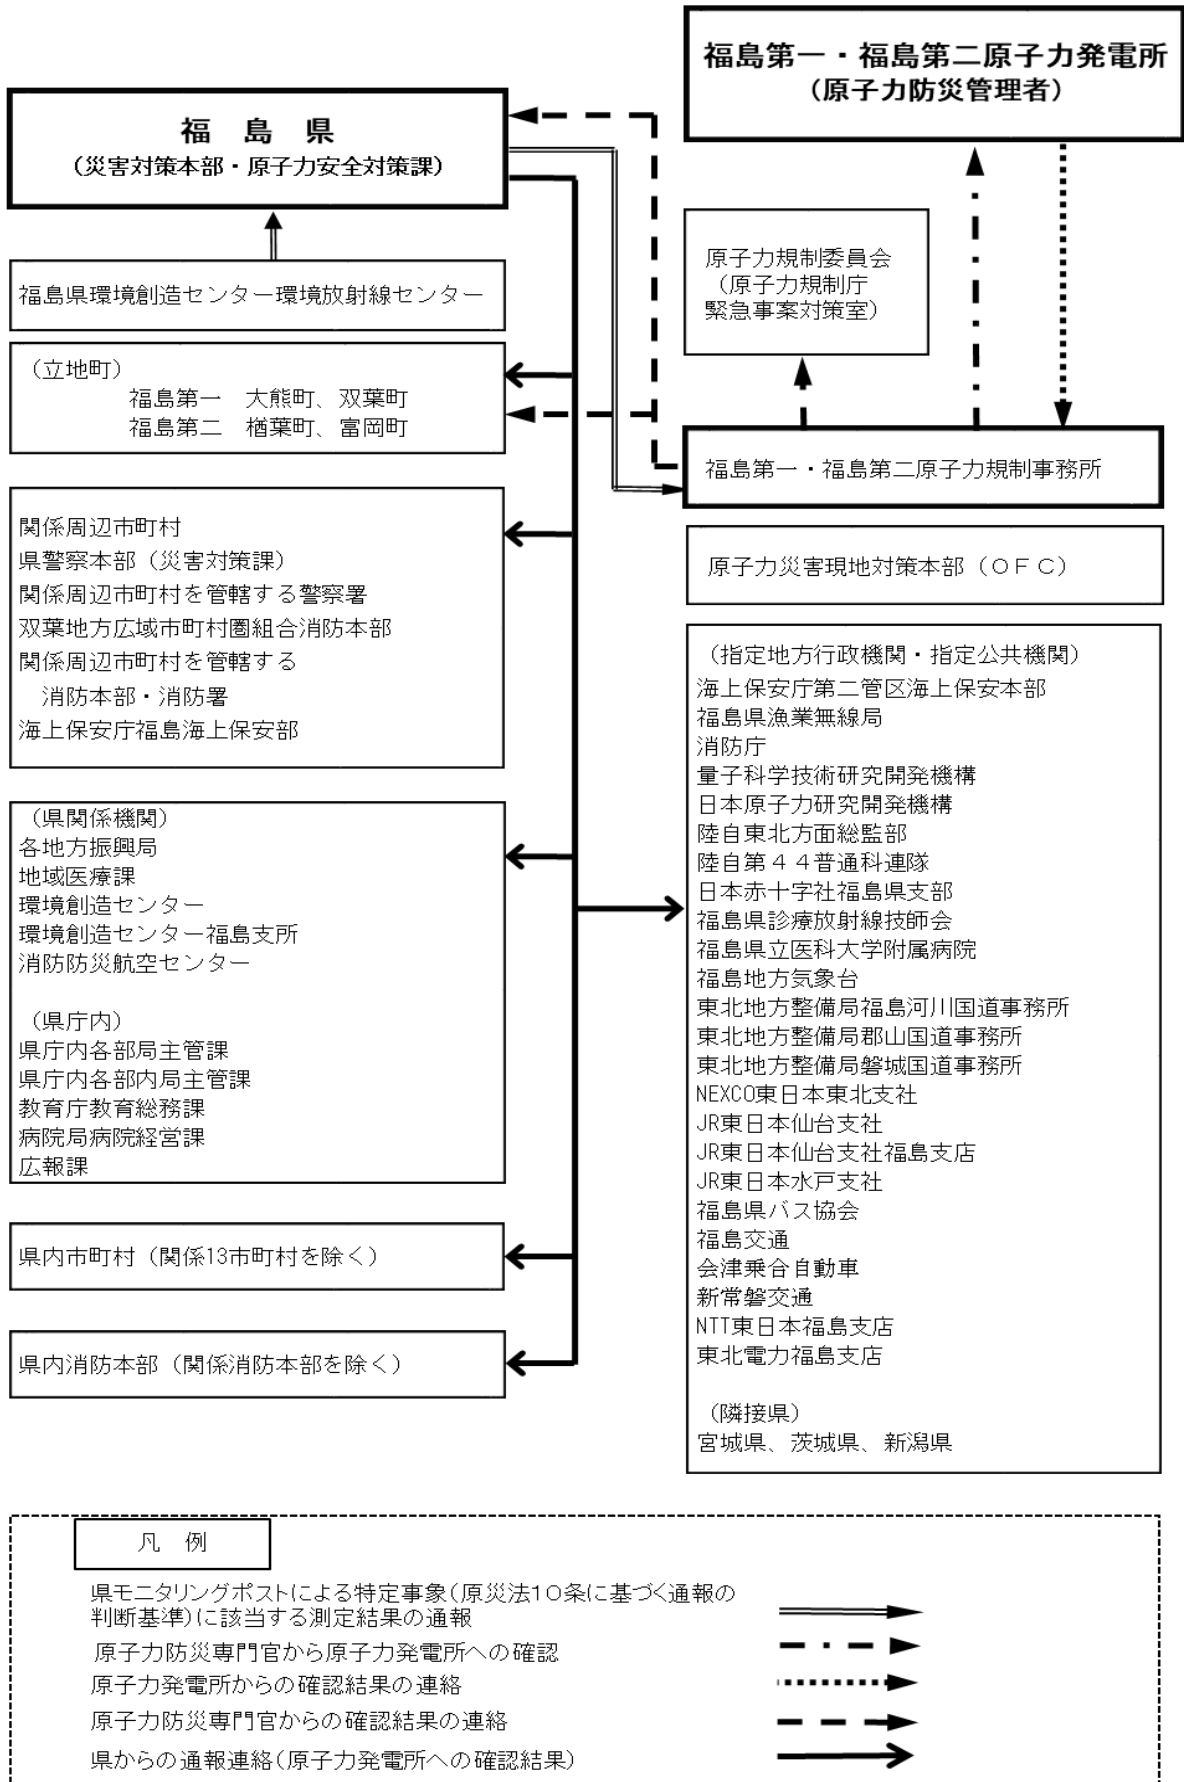 福島第一・福島第二原子力発電所
（原子力防災管理者）
福　島　県
（災害対策本部・原子力安全対策課）
福島県環境創造センター環境放射線センター
（立地町）
福島第一　大熊町、双葉町
福島第二　楢葉町、富岡町
関係周辺市町村
県警察本部（災害対策課）
関係周辺市町村を管轄する警察署
双葉地方広域市町村圏組合消防本部
関係周辺市町村を管轄する
消防本部・消防署
海上保安庁福島海上保安部
（県関係機関）
各地方振興局
地域医療課
環境創造センター
環境創造センター福島支所
消防防災航空センター
（県庁内）
県庁内各部局主管課
県庁内各部内局主管課
教育庁教育総務課
病院局病院経営課
広報課
県内市町村（関係13市町村を除く）
県内消防本部（関係消防本部を除く）
原子力規制委員会
（原子力規制庁
緊急事案対策室）
福島第一・福島第二原子力規制事務所
原子力災害現地対策本部（ＯＦＣ）
（指定地方行政機関・指定公共機関）
海上保安庁第二管区海上保安本部
福島県漁業無線局
消防庁
量子科学技術研究開発機構
日本原子力研究開発機構
陸自東北方面総監部
陸自第４４普通科連隊
日本赤十字社福島県支部
福島県診療放射線技師会
福島県立医科大学附属病院
福島地方気象台
東北地方整備局福島河川国道事務所
東北地方整備局郡山国道事務所
東北地方整備局磐城国道事務所
NEXCO東日本東北支社
JR東日本仙台支社
JR東日本仙台支社福島支店
JR東日本水戸支社
福島県バス協会
福島交通
会津乗合自動車
新常磐交通
NTT東日本福島支店
東北電力福島支店
（隣接県）
宮城県、茨城県、新潟県
凡　例
県モニタリングポストによる特定事象（原災法１０条に基づく通報の
判断基準）に該当する測定結果の通報
原子力防災専門官から原子力発電所への確認
原子力発電所からの確認結果の連絡
原子力防災専門官からの確認結果の連絡
県からの通報連絡（原子力発電所への確認結果）